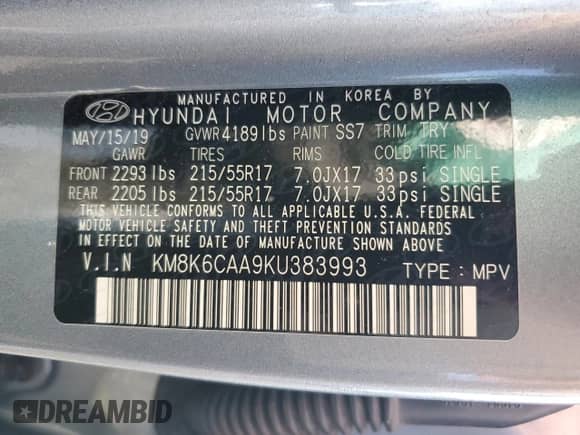 MANUFACTURED IN KOREA BY
HYUNDAI MOTOR COMPANY
MAY/15/19 GVWR4189lbs PAINT SS7 TRIM TRY
GAWR TIRES RIMS COLD TIRE INFL
FRONT 2293 lbs 215/55R17 7.0JX17 33psi SINGLE
REAR 2205 lbs 215/55R17 7.0JX17 33psi SINGLE
THIS VEHICLE CONFORMS TO ALL APPLICABLE U.S.A. FEDERAL
MOTOR VEHICLE SAFETY AND THEFT PREVENTION STANDARDS
IN EFFECT ON THE DATE OF MANUFACTURE SHOWN ABOVE.
V.I.N KM8K6CAA9KU383993 TYPE : MPV
DREAMBID